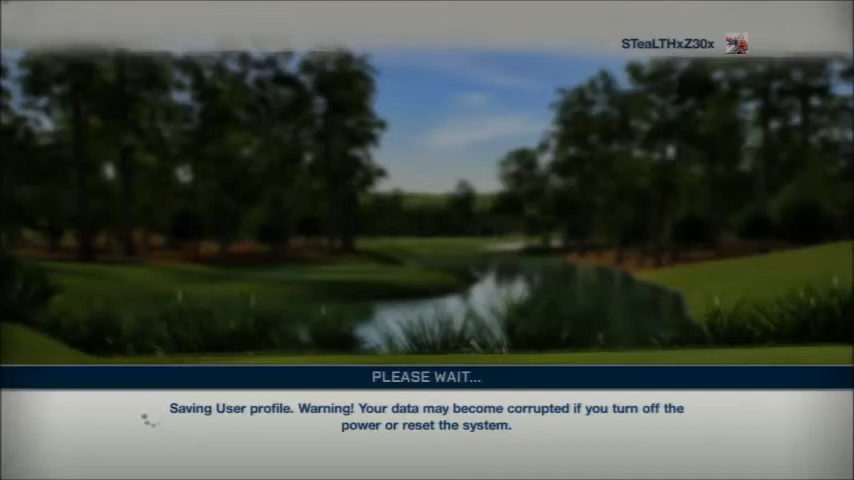 STeaLTHxZ30x
PLEASE WAIT...
Saving User profile. Warning! Your data may become corrupted if you turn off the
power or reset the system.